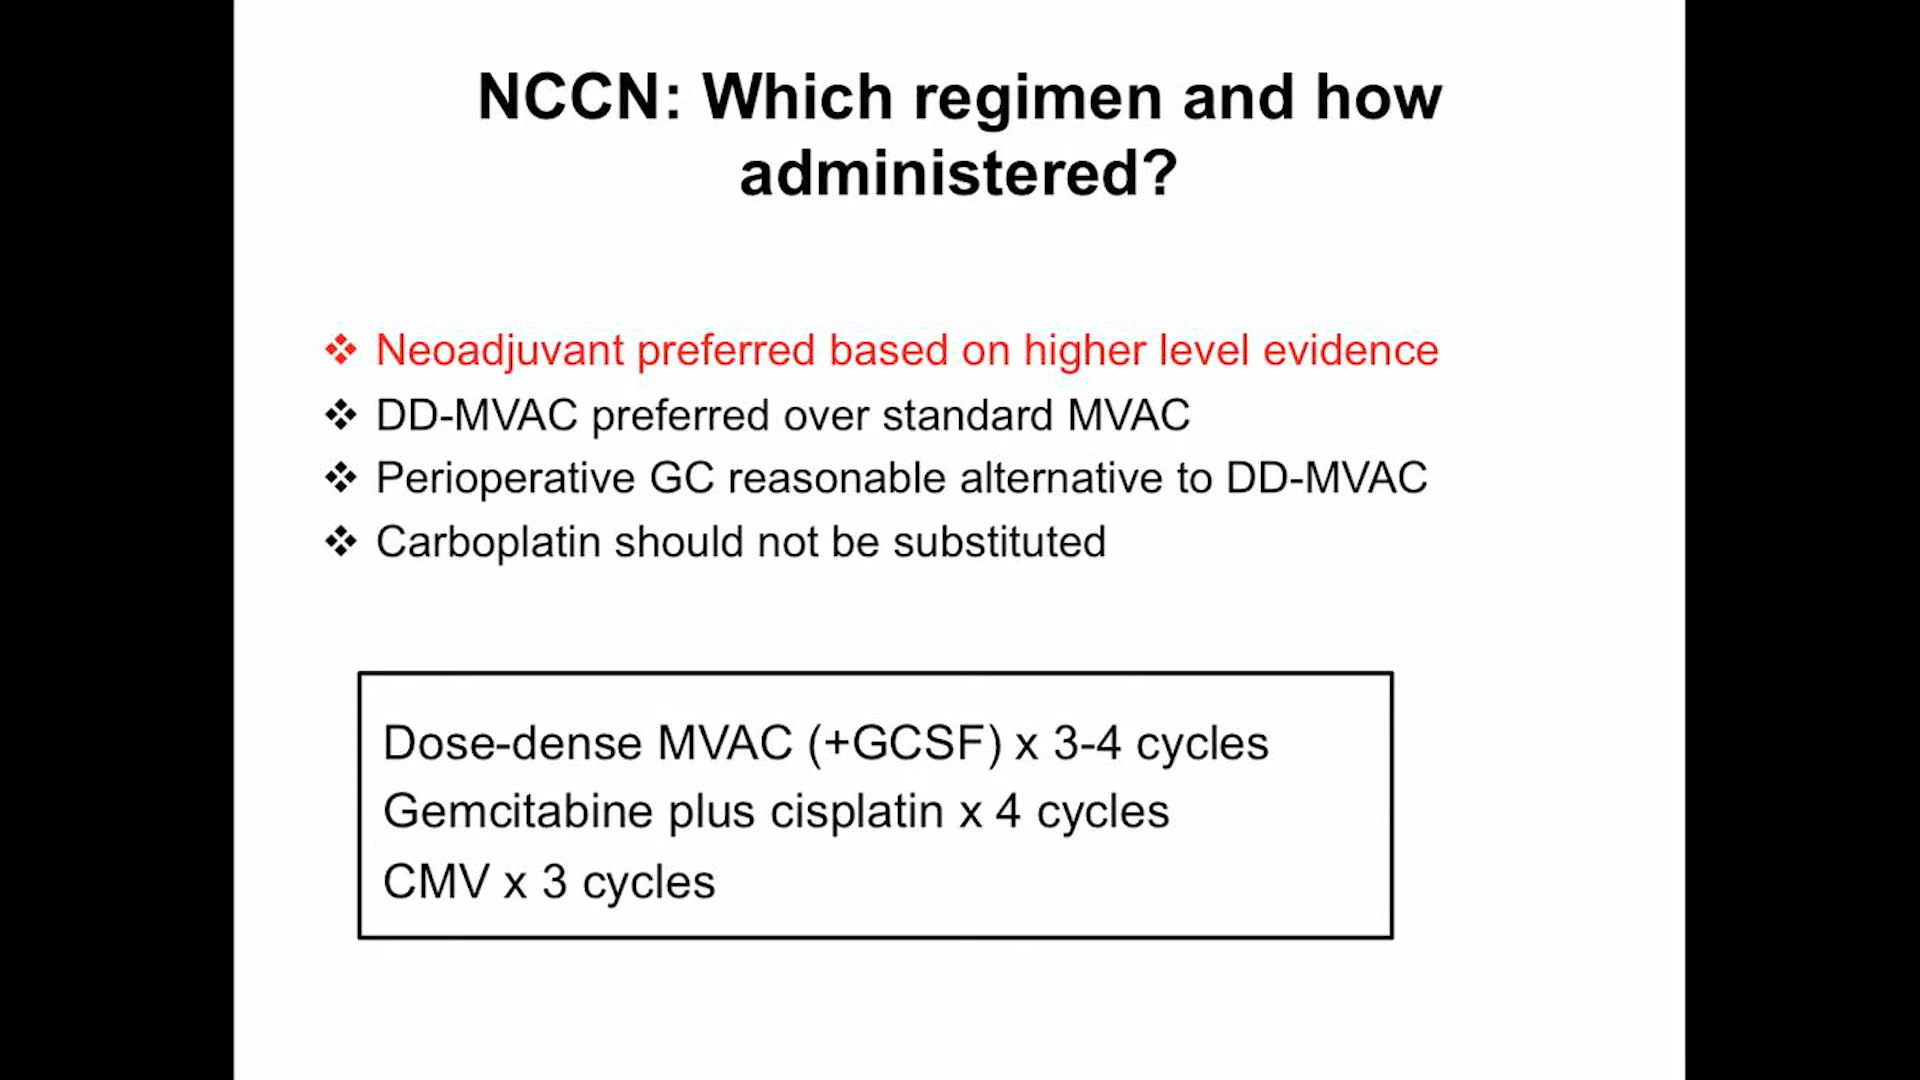 NCCN: Which regimen and how
administered?
❖ Neoadjuvant preferred based on higher level evidence
❖ DD-MVAC preferred over standard MVAC
❖ Perioperative GC reasonable alternative to DD-MVAC
❖ Carboplatin should not be substituted
Dose-dense MVAC (+GCSF) x 3-4 cycles
Gemcitabine plus cisplatin x 4 cycles
CMV x 3 cycles